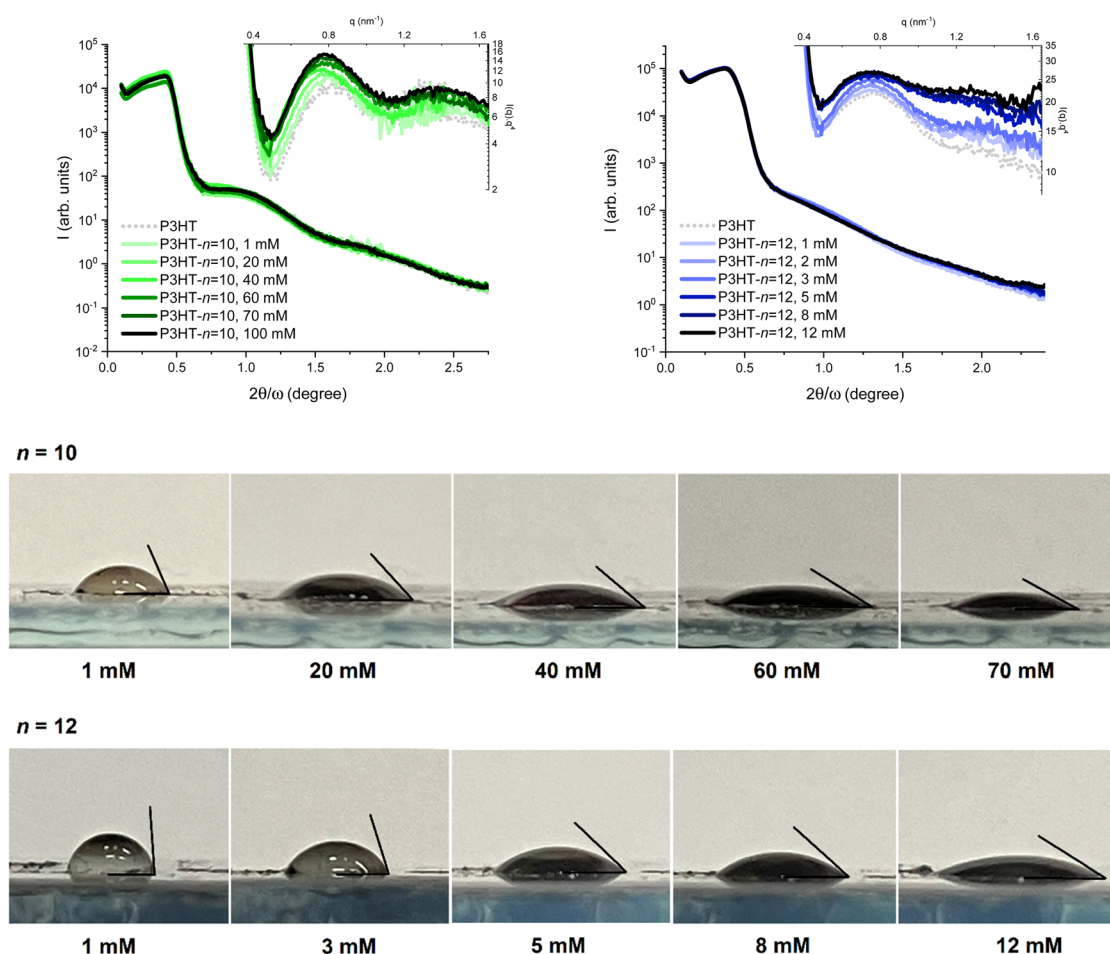 q (nm⁻¹)
0.4 0.8 1.2 1.6
18
16
14
12
10
8
6
4
2
I(q).q⁴
10⁵
10⁴
10³
10²
10¹
10⁰
10⁻¹
10⁻²
I (arb. units)
P3HT
P3HT-n=10, 1 mM
P3HT-n=10, 20 mM
P3HT-n=10, 40 mM
P3HT-n=10, 60 mM
P3HT-n=10, 70 mM
P3HT-n=10, 100 mM
0.0 0.5 1.0 1.5 2.0 2.5
2θ/ω (degree)
q (nm⁻¹)
0.4 0.6 0.8 1 1.2 1.4 1.6
35
30
25
20
15
10
I(q).q⁴
10⁵
10⁴
10³
10²
10¹
10⁰
10⁻¹
I (arb. units)
P3HT
P3HT-n=12, 1 mM
P3HT-n=12, 2 mM
P3HT-n=12, 3 mM
P3HT-n=12, 5 mM
P3HT-n=12, 8 mM
P3HT-n=12, 12 mM
0.0 0.5 1.0 1.5 2.0
2θ/ω (degree)
n = 10
1 mM 20 mM 40 mM 60 mM 70 mM
n = 12
1 mM 3 mM 5 mM 8 mM 12 mM